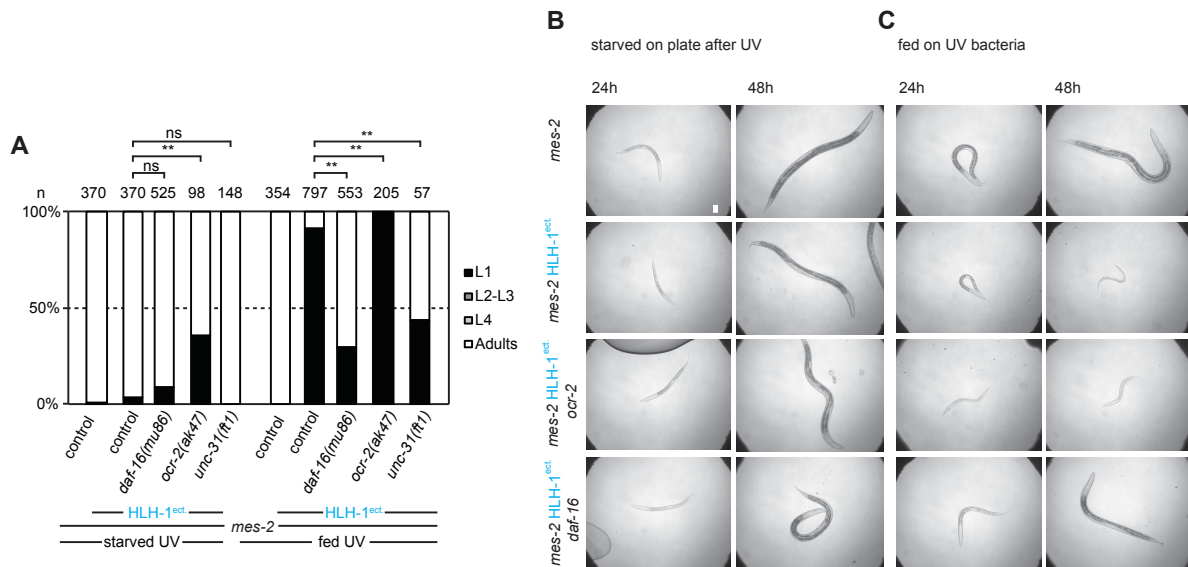 A
ns
**
ns
**
**
**
n
370
370
525
98
148
354
797
553
205
57
100%
50%
0%
L1
L2-L3
L4
Adults
control
control
daf-16(mu86)
ocr-2(ak47)
unc-31(ft1)
control
control
daf-16(mu86)
ocr-2(ak47)
unc-31(ft1)
HLH-1ect.
HLH-1ect.
mes-2
starved UV
fed UV
B
starved on plate after UV
24h
48h
C
fed on UV bacteria
24h
48h
mes-2
mes-2 HLH-1ect.
mes-2 HLH-1ect.
ocr-2
mes-2 HLH-1ect.
daf-16